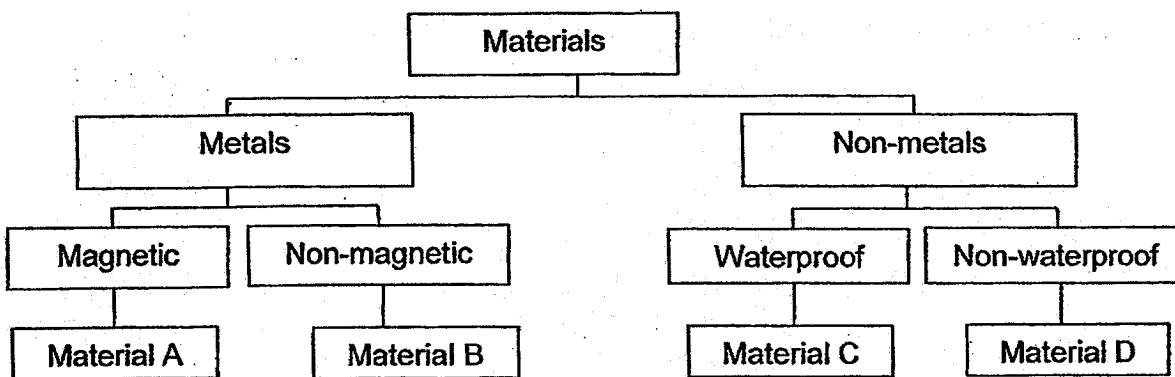 Materials
Metals
Non-metals
Magnetic
Non-magnetic
Waterproof
Non-waterproof
Material A
Material B
Material C
Material D